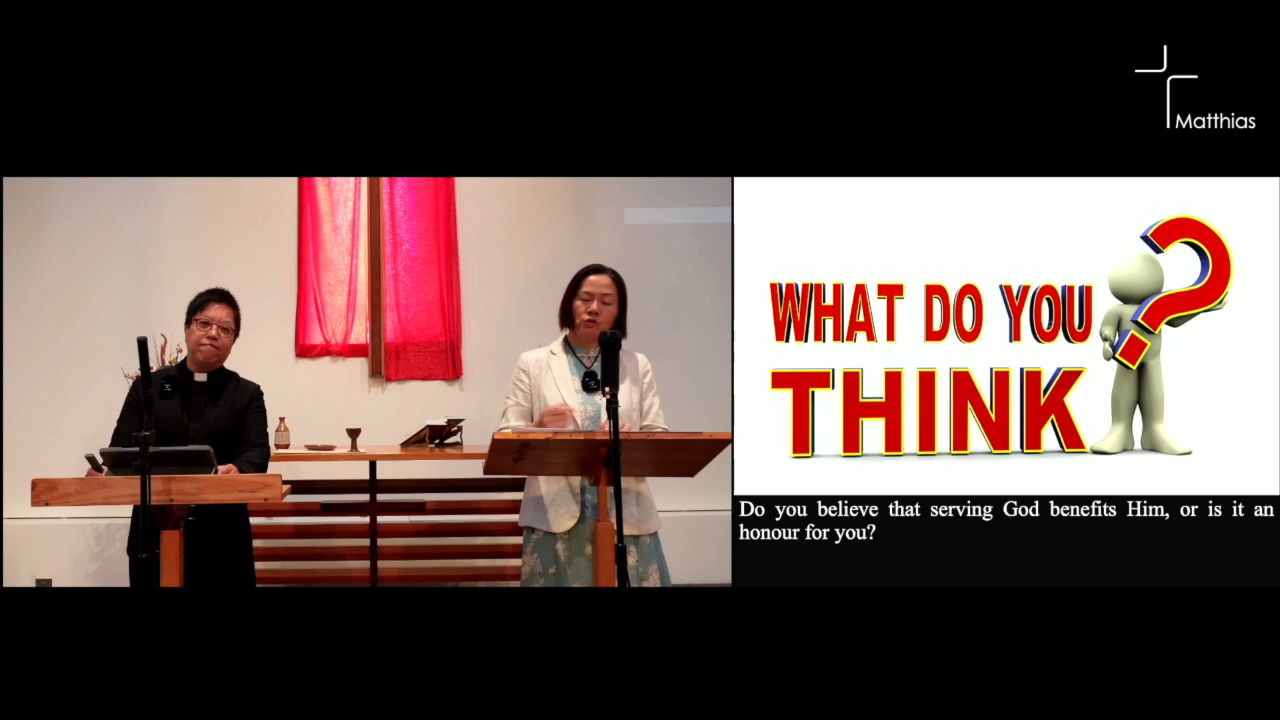 Matthias
WHAT DO YOU
THINK?
Do you believe that serving God benefits Him, or is it an
honour for you?